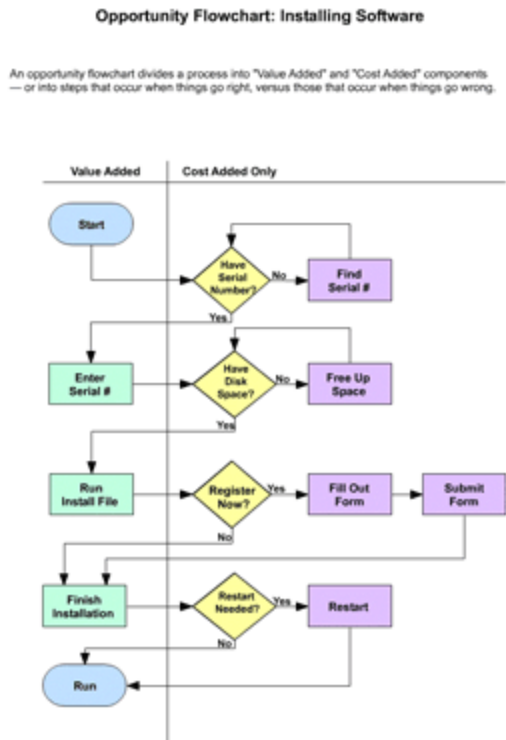 Opportunity Flowchart: Installing Software
An opportunity flowchart divides a process into "Value Added" and "Cost Added" components
— or into steps that occur when things go right, versus those that occur when things go wrong.
Value Added
Cost Added Only
Start
Have
Serial
Number?
No
Find
Serial #
Yes
Enter
Serial #
Have
Disk
Space?
No
Free Up
Space
Yes
Run
Install File
Register
Now?
Yes
Fill Out
Form
Submit
Form
No
Finish
Installation
Restart
Needed?
Yes
Restart
No
Run